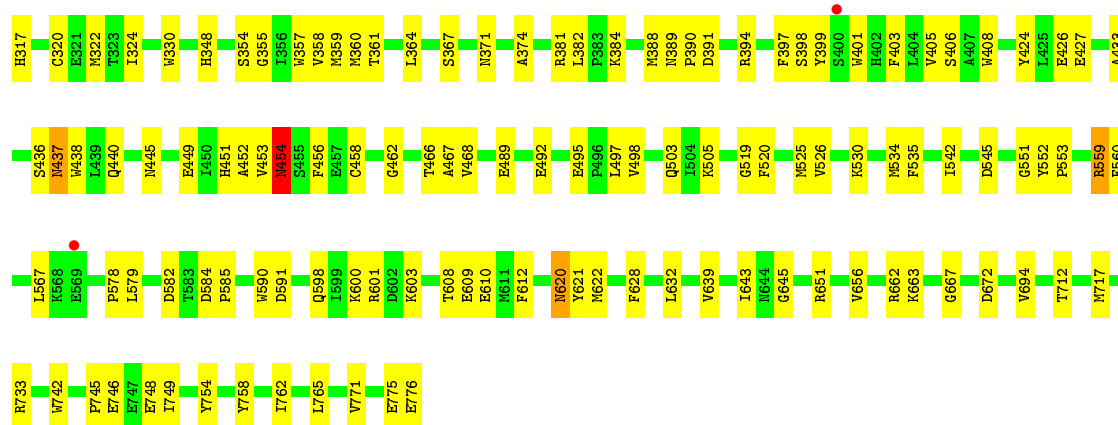 H317 C320 E321 M322 T323 I324 W330 H348 S354 G355 I356 W357 V358 M359 M360 T361 L364 S367 N371 A374 R381 L382 P383 K384 M388 N389 P390 D391 R394 F397 S398 Y399 S400 W401 H402 F403 L404 V405 S406 A407 W408 Y424 L425 E426 E427 A433
S436 N437 W438 L439 Q440 N445 E449 I450 H451 A452 V453 N454 S455 F456 E457 C458 G462 T466 A467 V468 E489 E492 E495 P496 L497 V498 Q503 I504 K505 G519 F520 M525 V526 K530 M534 F535 I542 D545 G551 Y552 P553 R559
L567 K568 E569 P578 L579 D582 T583 D584 P585 W590 D591 Q598 I599 K600 R601 D602 K603 T608 E609 E610 M611 F612 N620 Y621 M622 F628 L632 V639 I643 N644 G645 R651 V656 R662 K663 G667 D672 V694 T712 M717
R733 W742 P745 E746 E747 E748 I749 Y754 Y758 I762 L765 V771 E775 E776